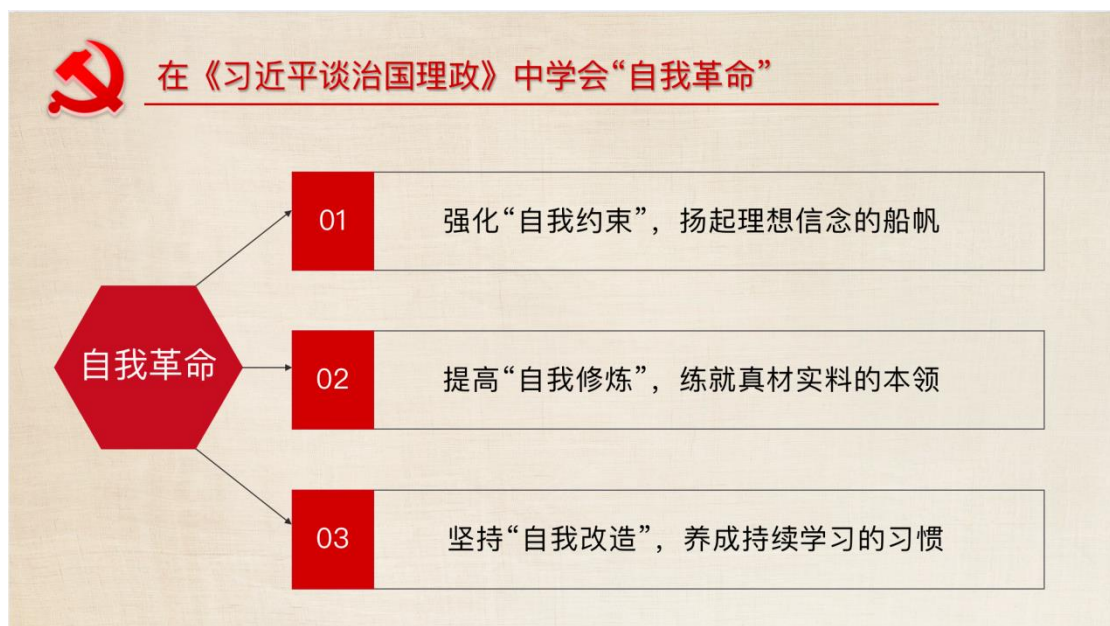 在《习近平谈治国理政》中学会“自我革命”
自我革命
01
强化“自我约束”，扬起理想信念的船帆
02
提高“自我修炼”，练就真材实料的本领
03
坚持“自我改造”，养成持续学习的习惯